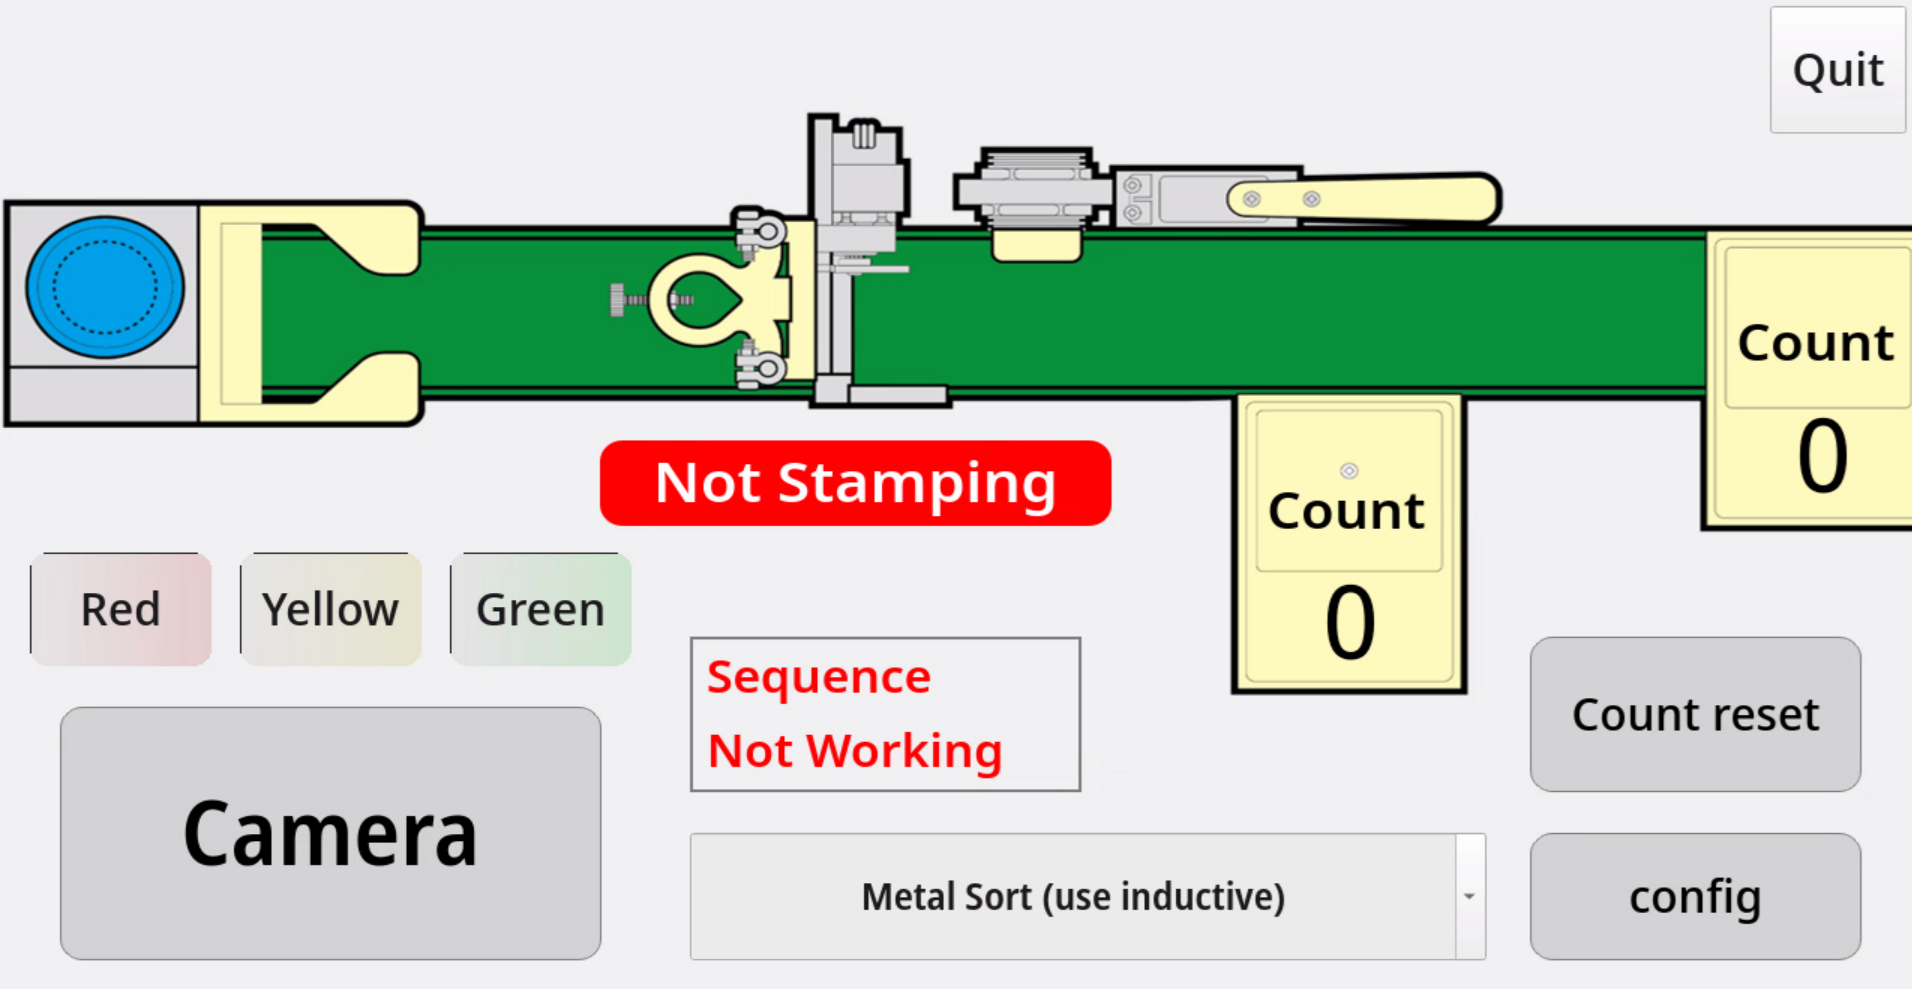 Quit
Count
0
Not Stamping
Count
0
Red
Yellow
Green
Sequence
Not Working
Count reset
Camera
Metal Sort (use inductive)
config